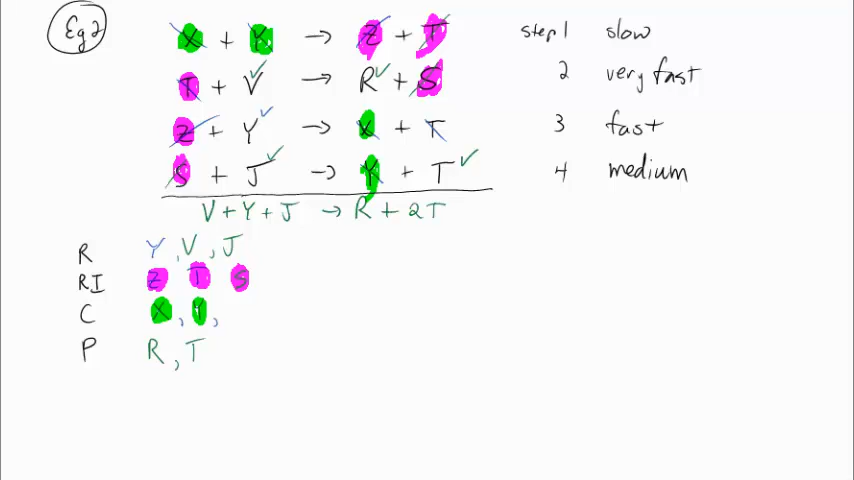 Eg 2
X + Y → Z + T step 1 slow
T + V → R + S 2 very fast
Z + Y → X + T 3 fast
S + J → Y + T 4 medium
V + Y + J → R + 2T
R Y, V, J
RI Z T S
C X, Y,
P R, T